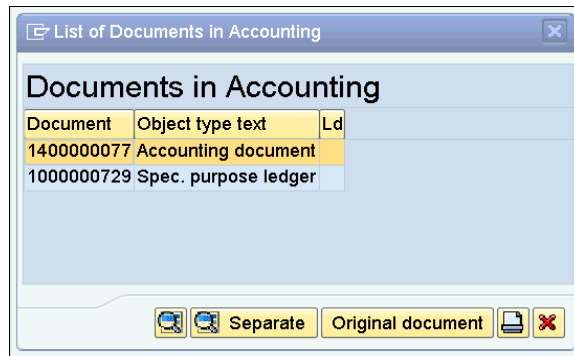 List of Documents in Accounting
Documents in Accounting
Document Object type text Ld
1400000077 Accounting document
1000000729 Spec. purpose ledger
Separate Original document